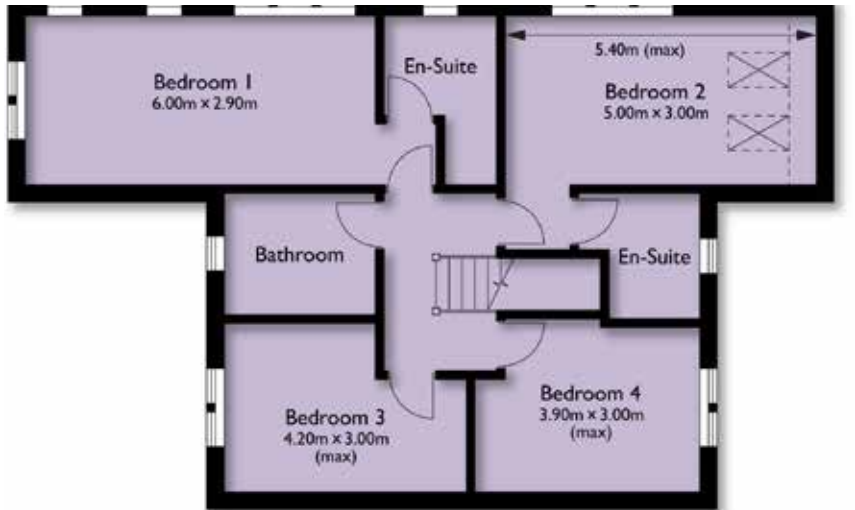 Bedroom 1
6.00m × 2.90m
En-Suite
5.40m (max)
Bedroom 2
5.00m × 3.00m
Bathroom
En-Suite
Bedroom 3
4.20m × 3.00m
(max)
Bedroom 4
3.90m × 3.00m
(max)